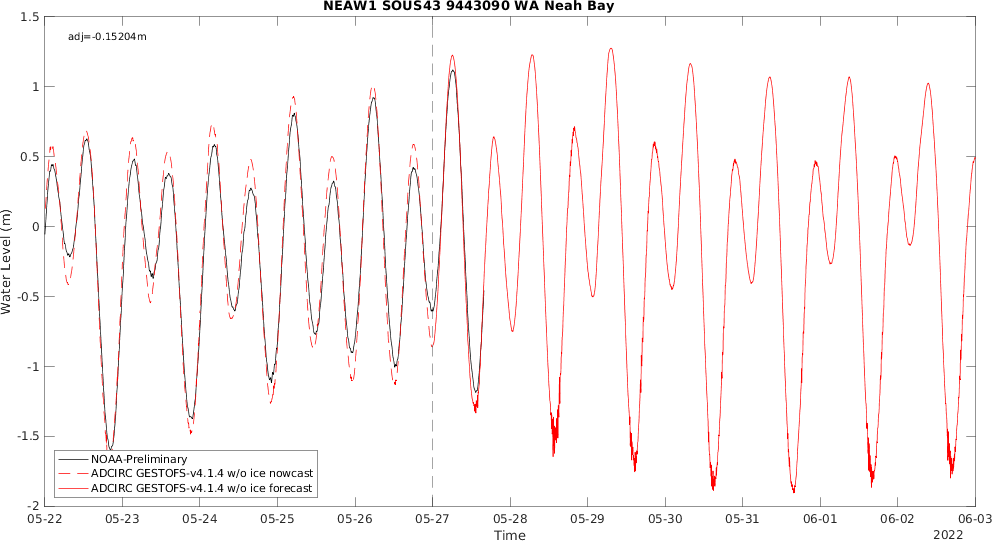 NEAW1 SOUS43 9443090 WA Neah Bay
adj=-0.15204m
Water Level (m)
1.5
1
0.5
0
-0.5
-1
-1.5
-2
NOAA-Preliminary
ADCIRC GESTOFS-v4.1.4 w/o ice nowcast
ADCIRC GESTOFS-v4.1.4 w/o ice forecast
05-22 05-23 05-24 05-25 05-26 05-27 05-28 05-29 05-30 05-31 06-01 06-02 06-03
Time
2022